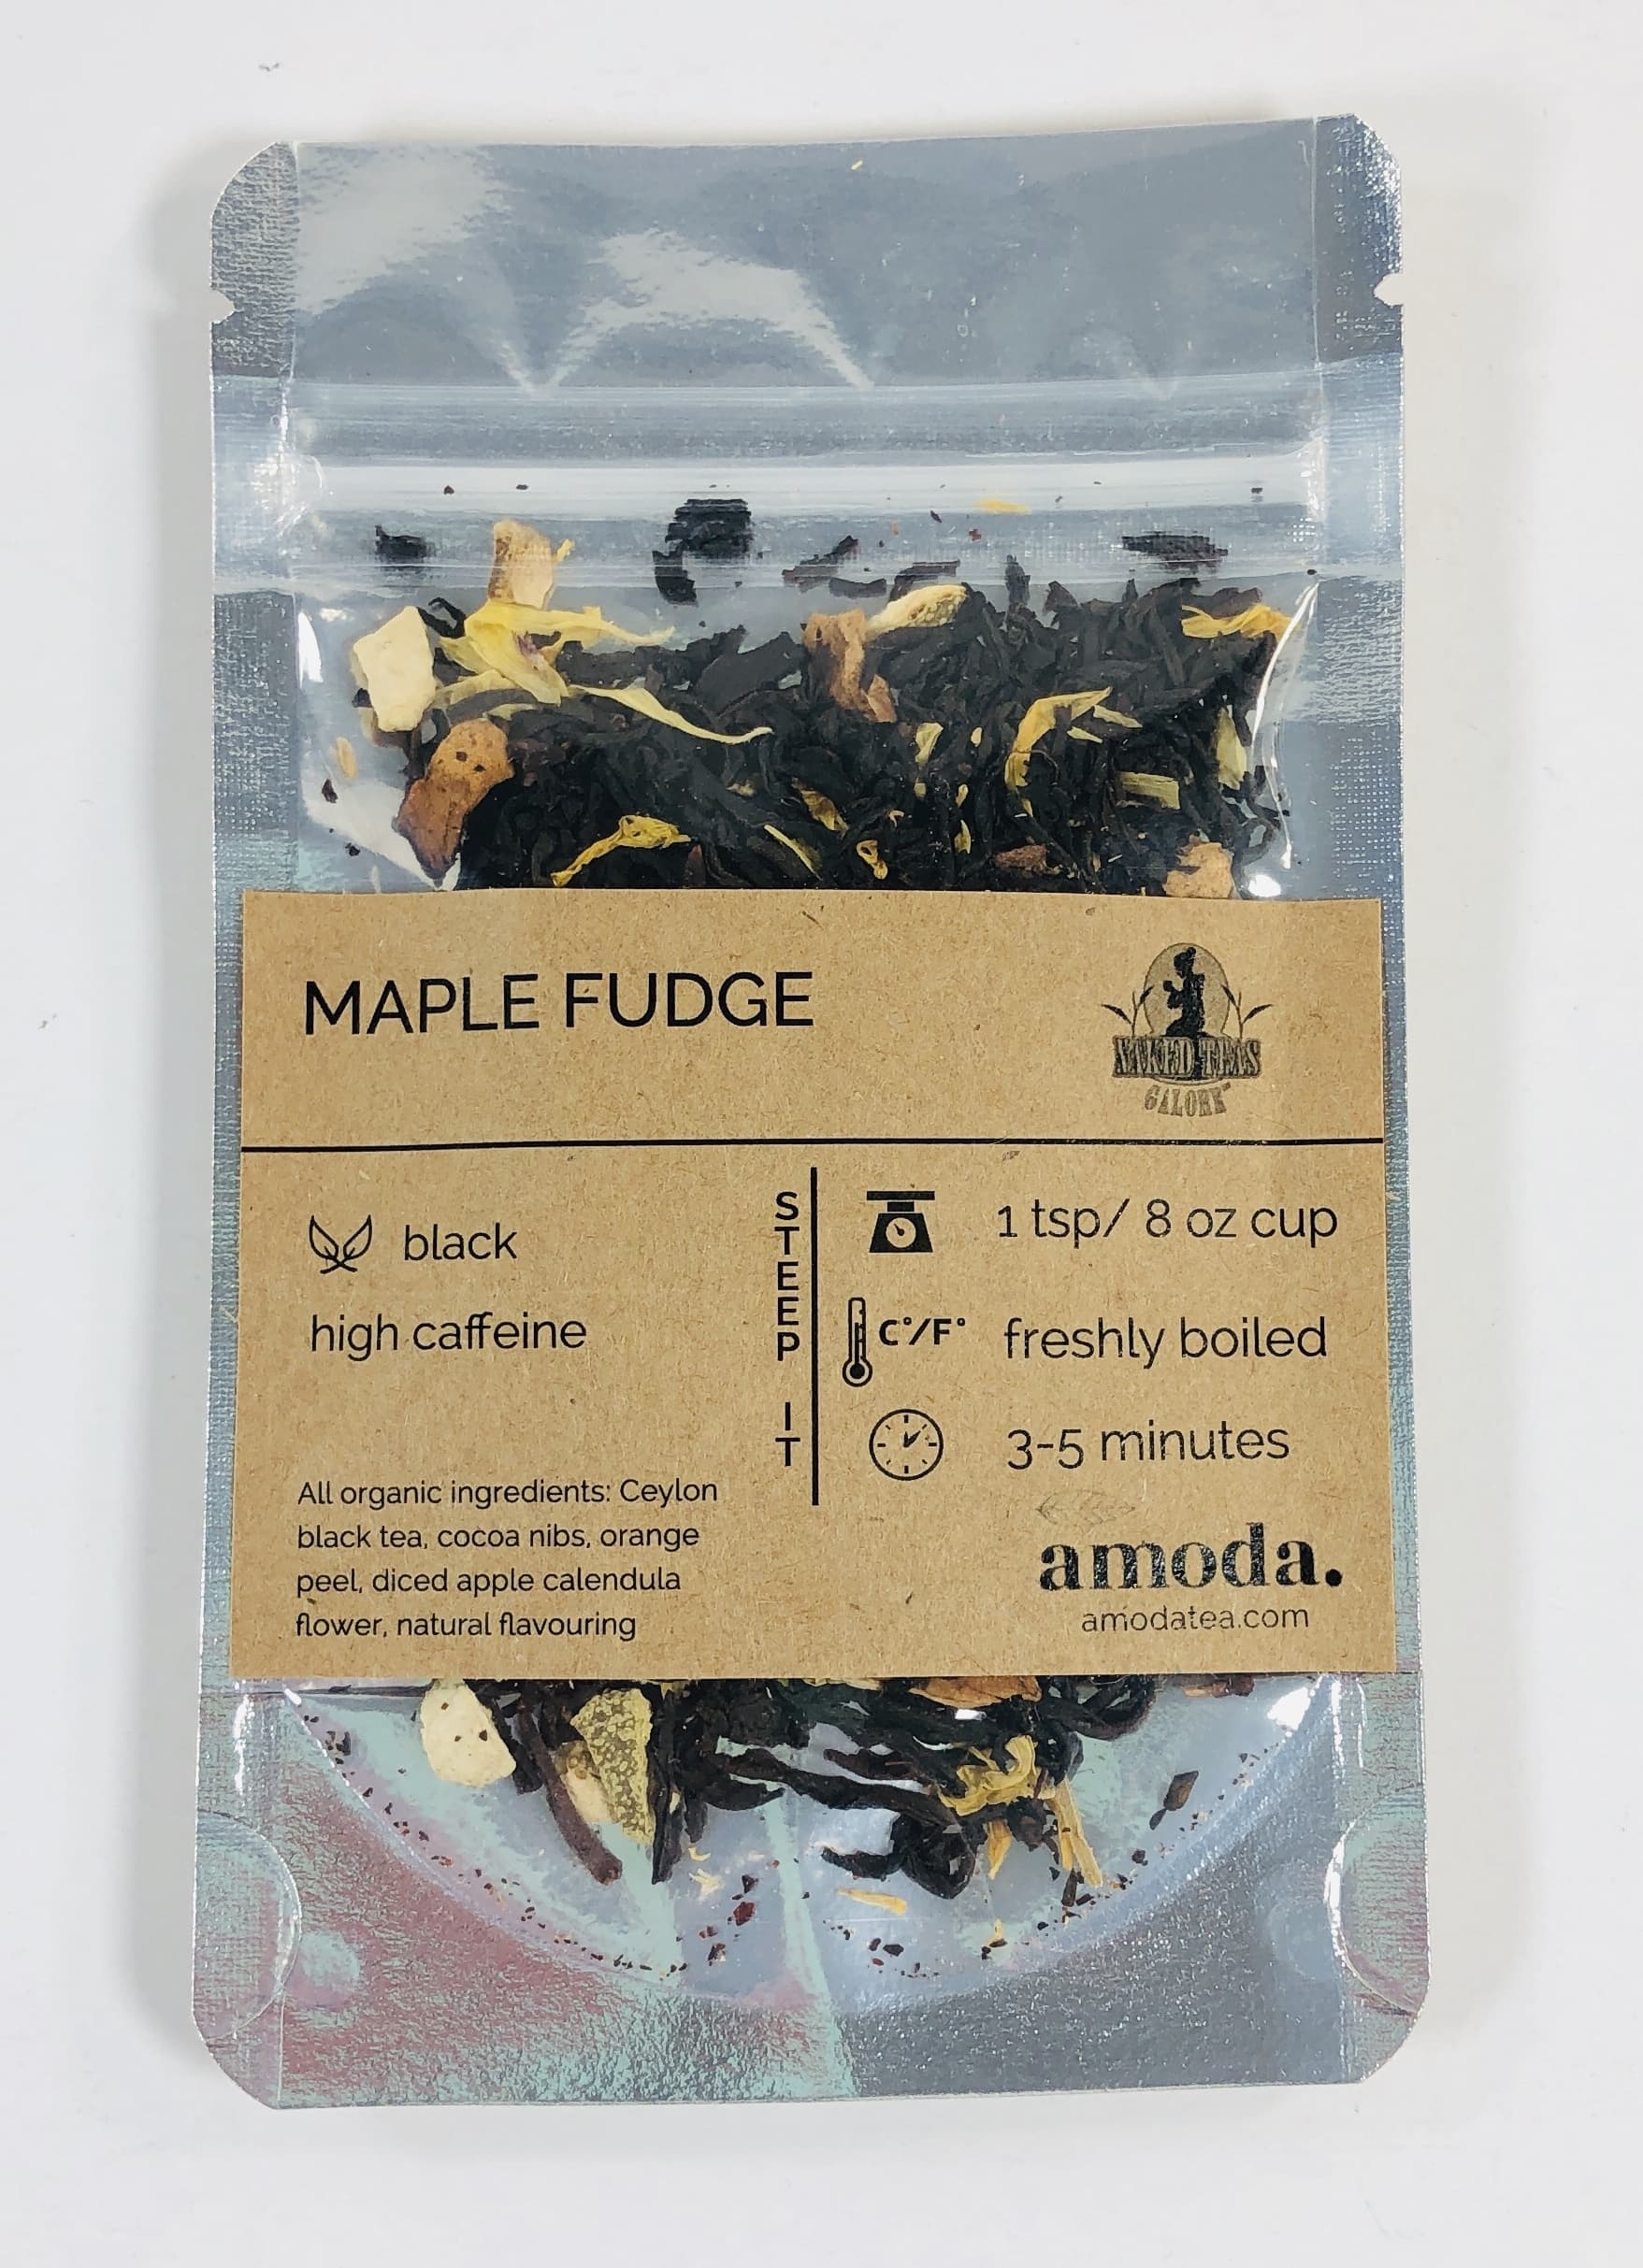 MAPLE FUDGE
NAKED TEAS
GALORE
black
high caffeine
STEEP IT
1 tsp/ 8 oz cup
C°/F° freshly boiled
3-5 minutes
All organic ingredients: Ceylon
black tea, cocoa nibs, orange
peel, diced apple calendula
flower, natural flavouring
amoda.
amodatea.com